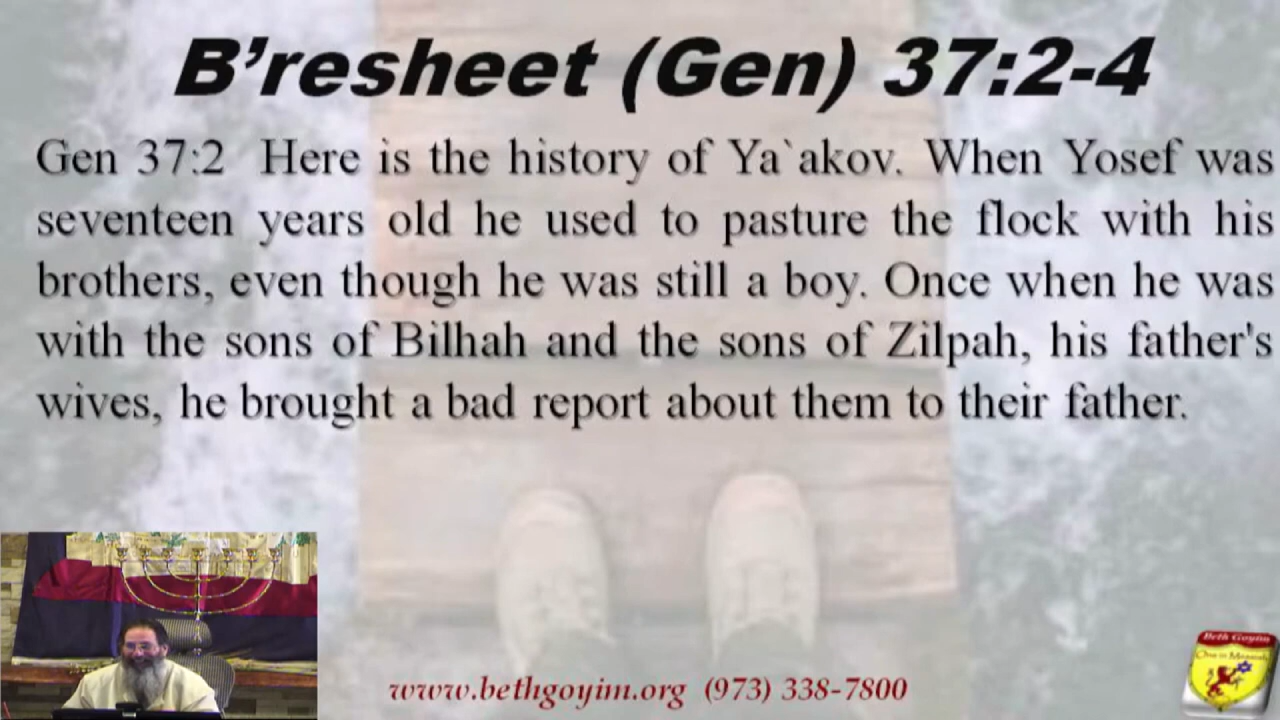 B’resheet (Gen) 37:2-4
Gen 37:2 Here is the history of Ya`akov. When Yosef was
seventeen years old he used to pasture the flock with his
brothers, even though he was still a boy. Once when he was
with the sons of Bilhah and the sons of Zilpah, his father's
wives, he brought a bad report about them to their father.
www.bethgoyim.org (973) 338-7800
Beth Goyim
One in Messiah